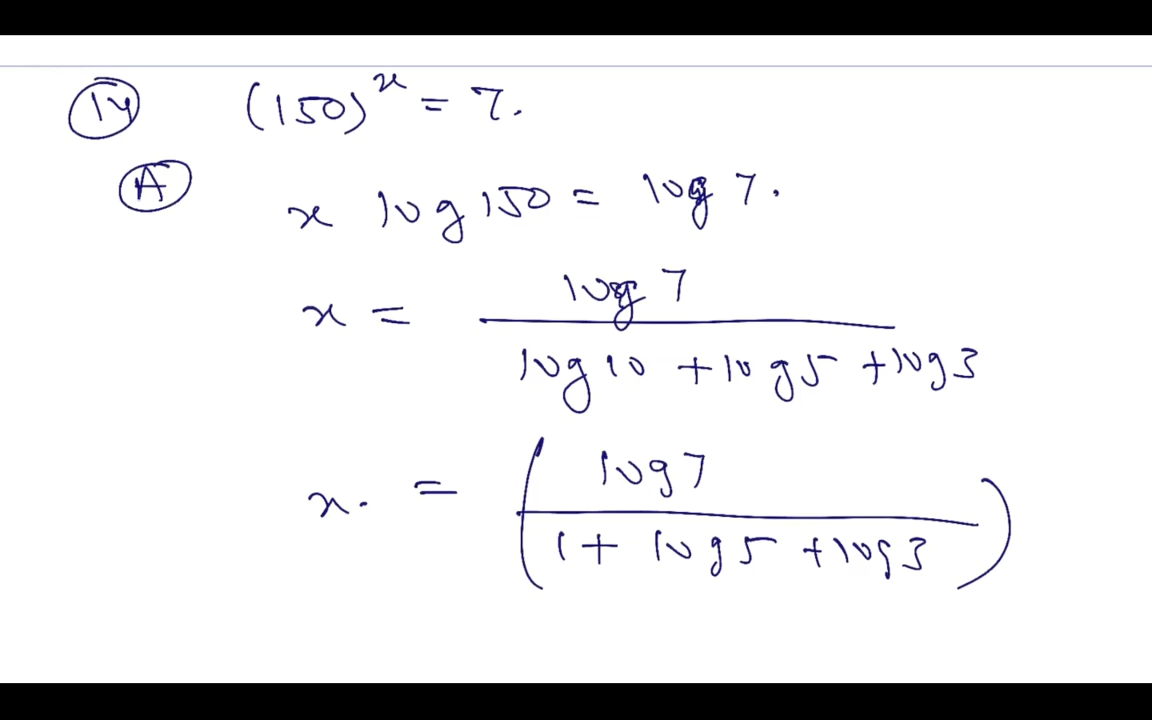 14 (150)^x = 7.
A
x log 150 = log 7.
x = log 7 / log 10 + log 5 + log 3
x. = ( log 7 / 1 + log 5 + log 3 )